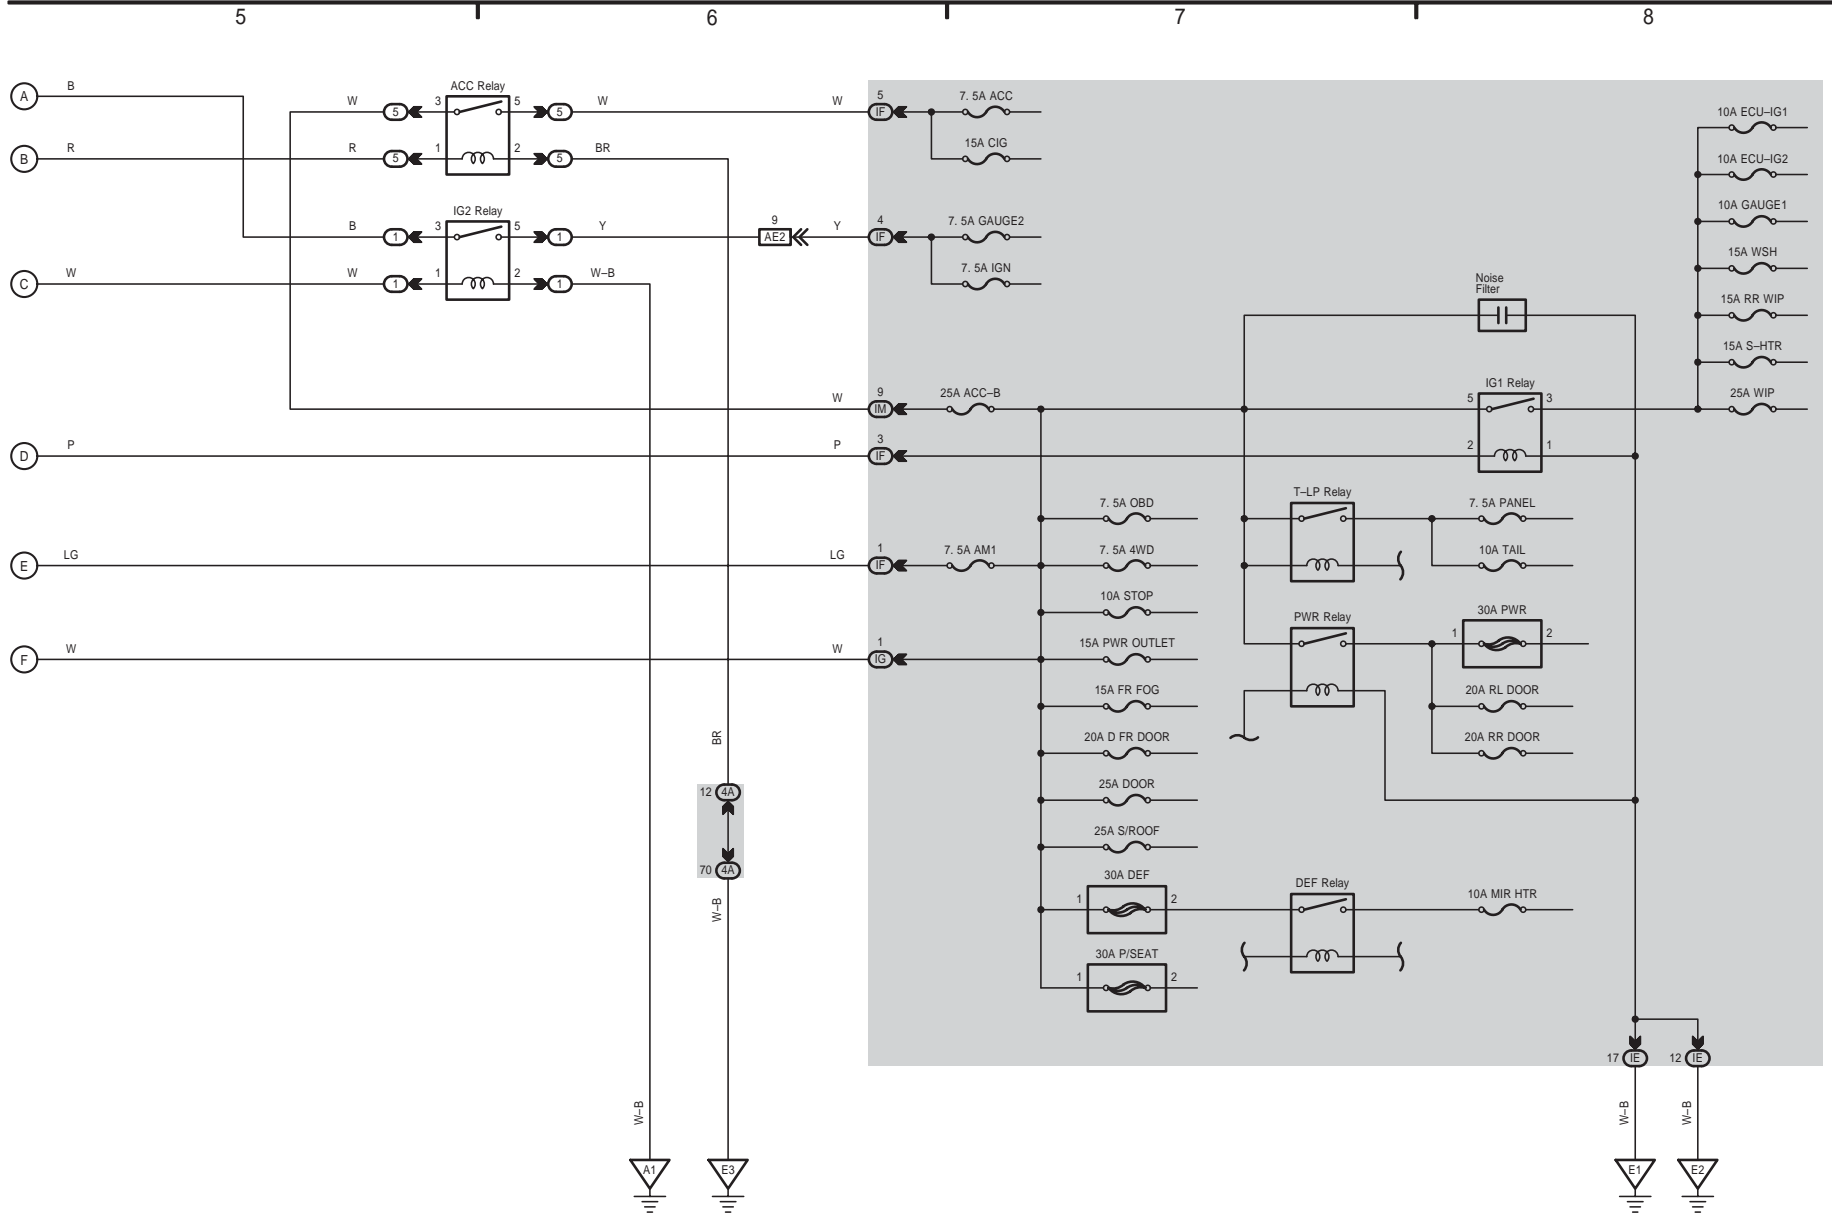 5 6 7 8
A B
ACC Relay
W 5 3 5 5 W W 5 IF 7. 5A ACC
10A ECU–IG1
15A CIG
B R R 5 1 2 5 BR
10A ECU–IG2
IG2 Relay
10A GAUGE1
B 1 3 5 1 Y 9 AE2 Y 4 IF 7. 5A GAUGE2
15A WSH
C W W 1 1 2 1 W–B
7. 5A IGN
Noise
Filter
15A RR WIP
15A S–HTR
IG1 Relay
W 9 IM 25A ACC–B 5 3 25A WIP
D P P 3 IF 2 1
7. 5A OBD T–LP Relay 7. 5A PANEL
E LG LG 1 IF 7. 5A AM1 7. 5A 4WD 10A TAIL
10A STOP PWR Relay 30A PWR
1 2
F W W 1 IG 15A PWR OUTLET
15A FR FOG 20A RL DOOR
BR 20A D FR DOOR 20A RR DOOR
12 4A 25A DOOR
25A S/ROOF
70 4A
30A DEF DEF Relay 10A MIR HTR
W–B 1 2
30A P/SEAT
1 2
17 IE 12 IE
W–B W–B W–B
A1 E3 E1 E2